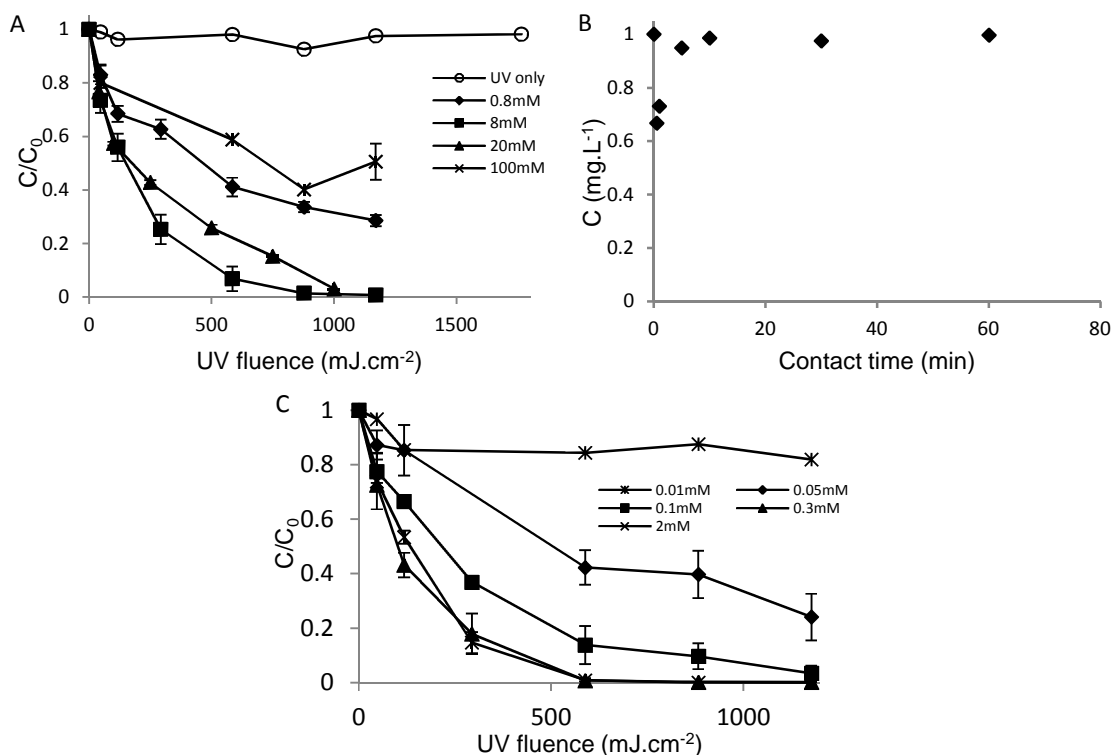 A
C/C0
1
0.8
0.6
0.4
0.2
0
0 500 1000 1500
UV fluence (mJ.cm-2)
UV only
0.8mM
8mM
20mM
100mM
B
C (mg.L-1)
1
0.8
0.6
0.4
0.2
0
0 20 40 60 80
Contact time (min)
C
C/C0
1
0.8
0.6
0.4
0.2
0
0 500 1000
UV fluence (mJ.cm-2)
0.01mM 0.05mM
0.1mM 0.3mM
2mM